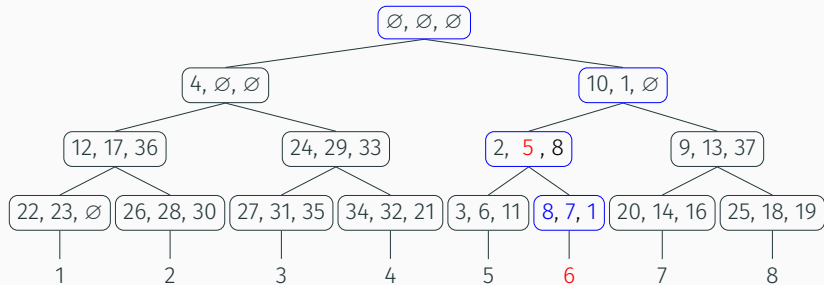 ∅, ∅, ∅
4, ∅, ∅ 10, 1, ∅
12, 17, 36 24, 29, 33 2, 5 , 8 9, 13, 37
22, 23, ∅ 26, 28, 30 27, 31, 35 34, 32, 21 3, 6, 11 8, 7, 1 20, 14, 16 25, 18, 19
1 2 3 4 5 6 7 8